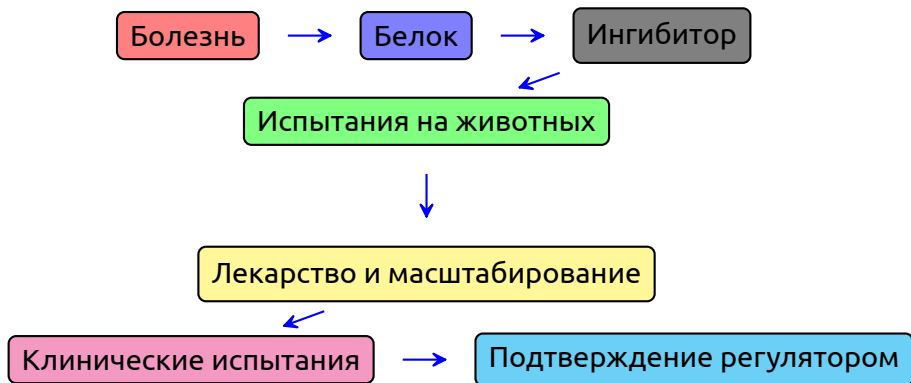 Болезнь
Белок
Ингибитор
Испытания на животных
Лекарство и масштабирование
Клинические испытания
Подтверждение регулятором